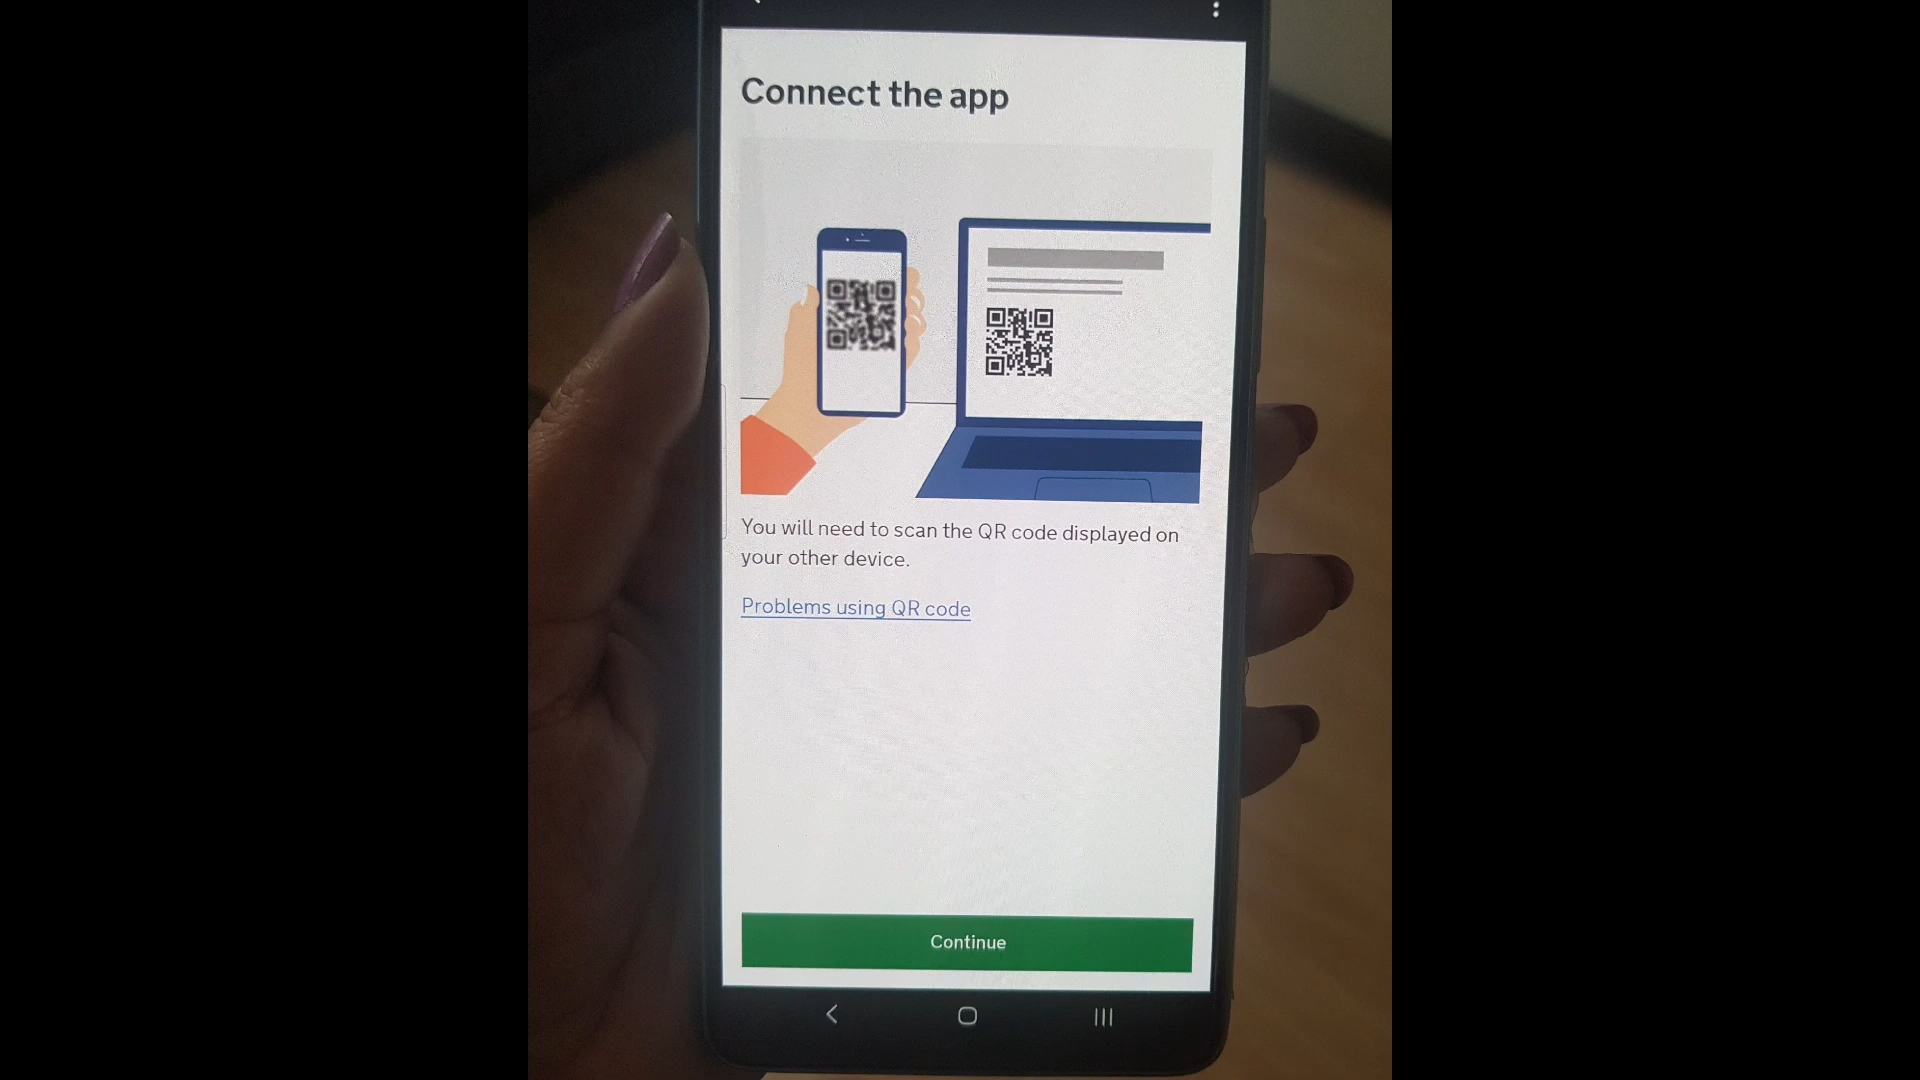 Connect the app
You will need to scan the QR code displayed on
your other device.
Problems using QR code
Continue